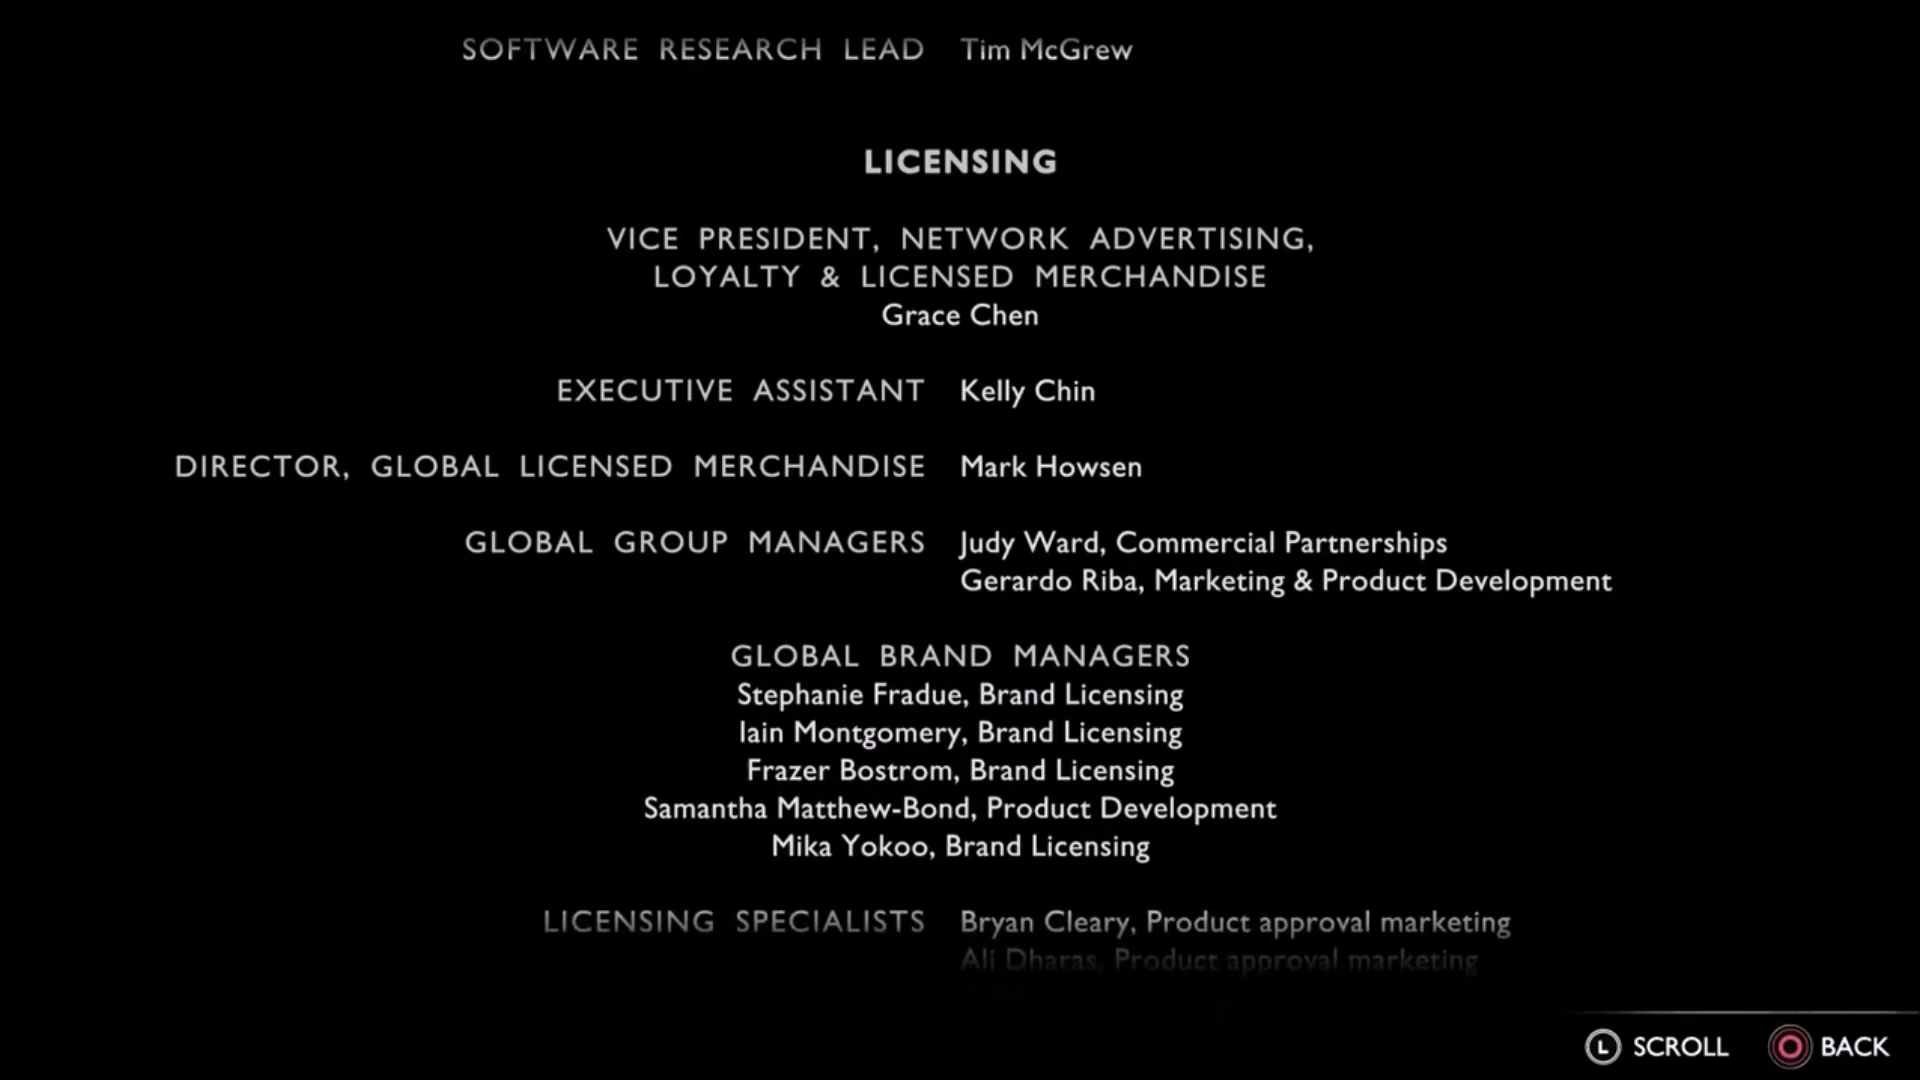 SOFTWARE RESEARCH LEAD Tim McGrew
LICENSING
VICE PRESIDENT, NETWORK ADVERTISING,
LOYALTY & LICENSED MERCHANDISE
Grace Chen
EXECUTIVE ASSISTANT Kelly Chin
DIRECTOR, GLOBAL LICENSED MERCHANDISE Mark Howsen
GLOBAL GROUP MANAGERS Judy Ward, Commercial Partnerships
Gerardo Riba, Marketing & Product Development
GLOBAL BRAND MANAGERS
Stephanie Fradue, Brand Licensing
Iain Montgomery, Brand Licensing
Frazer Bostrom, Brand Licensing
Samantha Matthew-Bond, Product Development
Mika Yokoo, Brand Licensing
LICENSING SPECIALISTS Bryan Cleary, Product approval marketing
Ali Dharas, Product approval marketing
L SCROLL BACK